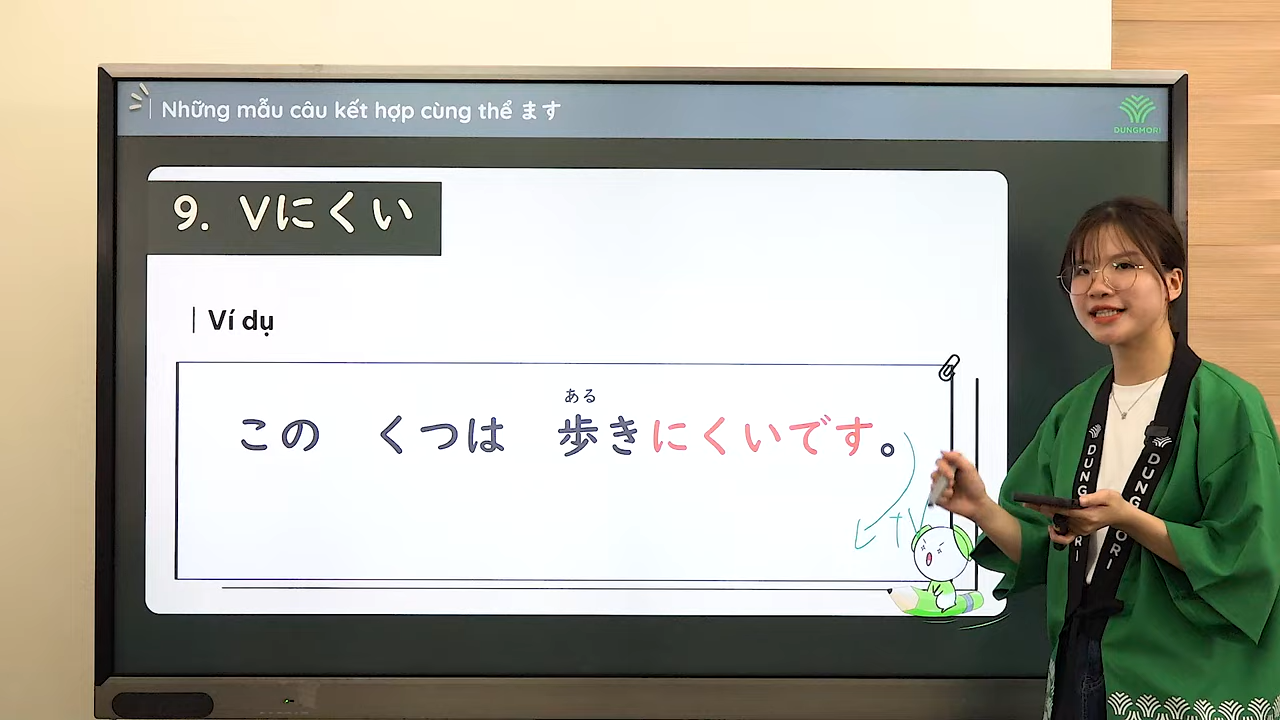 Những mẫu câu kết hợp cùng thể ます
DUNGMORI
9. Vにくい
Ví dụ
ある
この くつは 歩きにくいです。
+V
DUNG
DUNGMORI